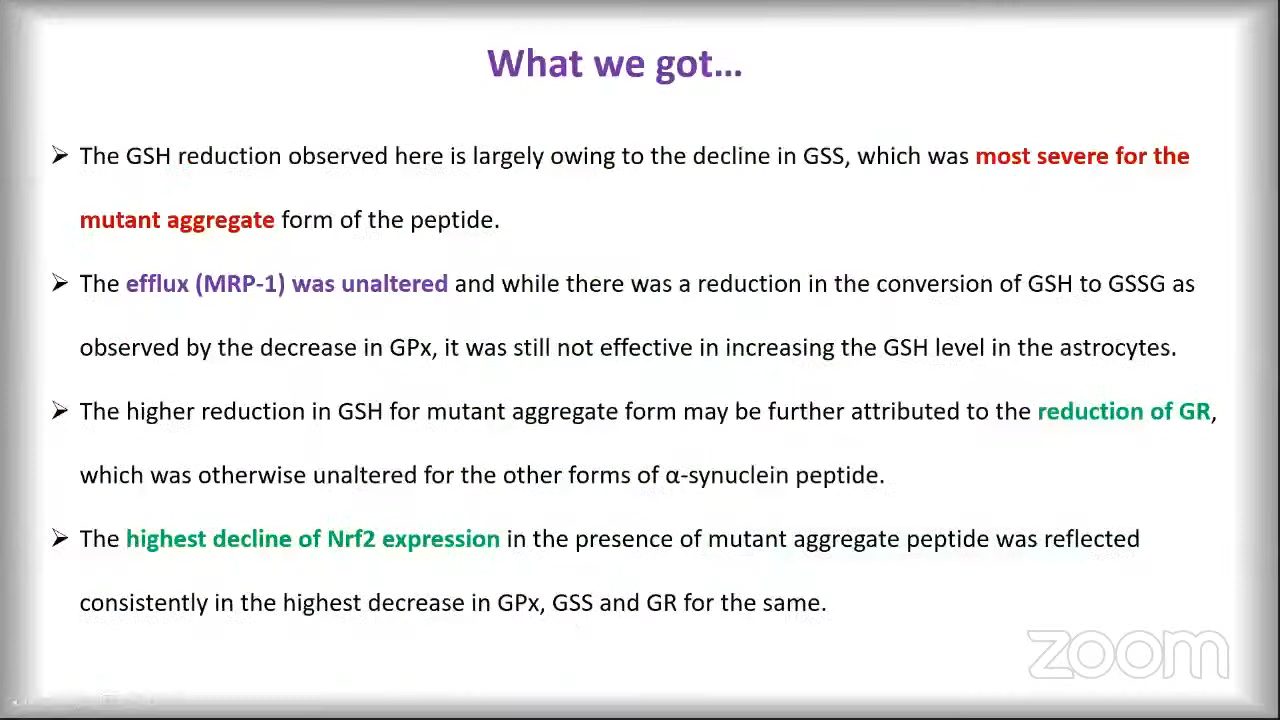 What we got...
The GSH reduction observed here is largely owing to the decline in GSS, which was most severe for the
mutant aggregate form of the peptide.
The efflux (MRP-1) was unaltered and while there was a reduction in the conversion of GSH to GSSG as
observed by the decrease in GPx, it was still not effective in increasing the GSH level in the astrocytes.
The higher reduction in GSH for mutant aggregate form may be further attributed to the reduction of GR,
which was otherwise unaltered for the other forms of α-synuclein peptide.
The highest decline of Nrf2 expression in the presence of mutant aggregate peptide was reflected
consistently in the highest decrease in GPx, GSS and GR for the same.
zoom